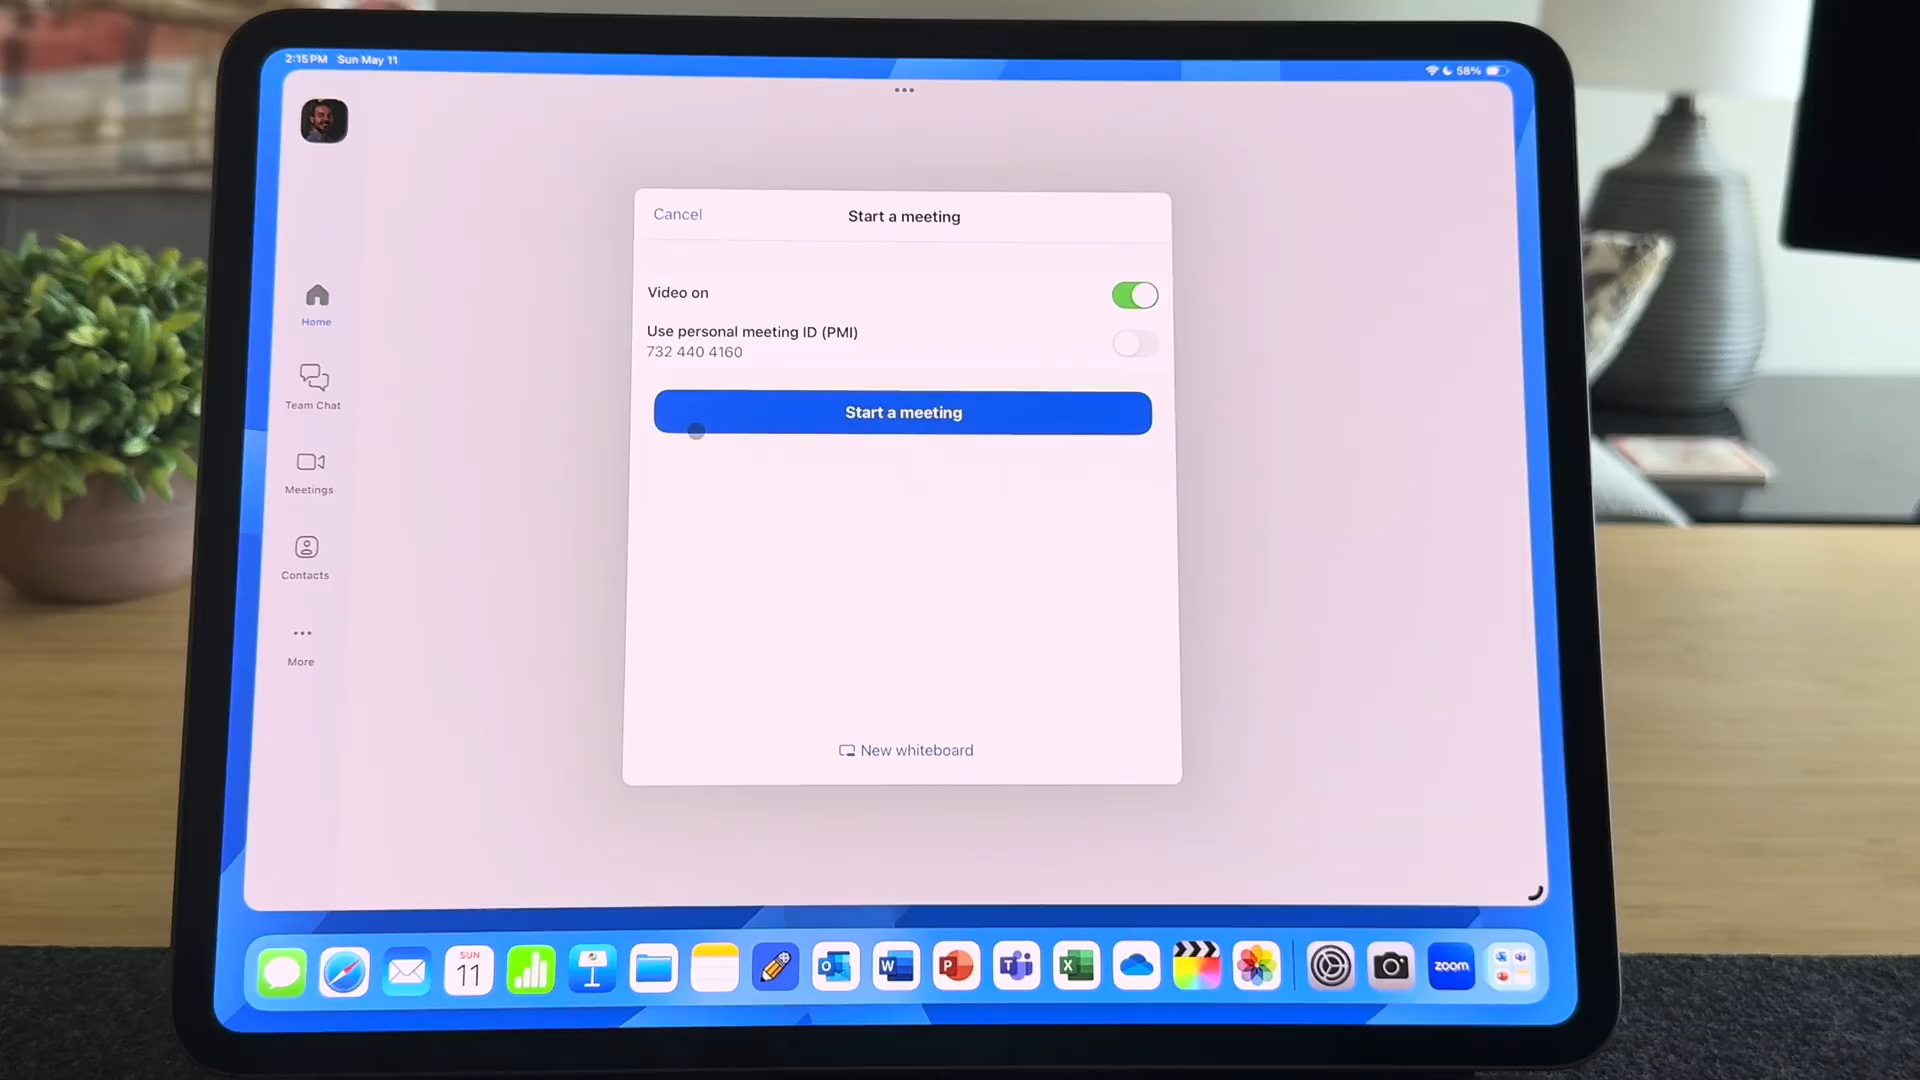 2:15 PM Sun May 11
58%
Cancel
Start a meeting
Video on
Use personal meeting ID (PMI)
732 440 4160
Start a meeting
New whiteboard
Home
Team Chat
Meetings
Contacts
More
SUN
11
zoom